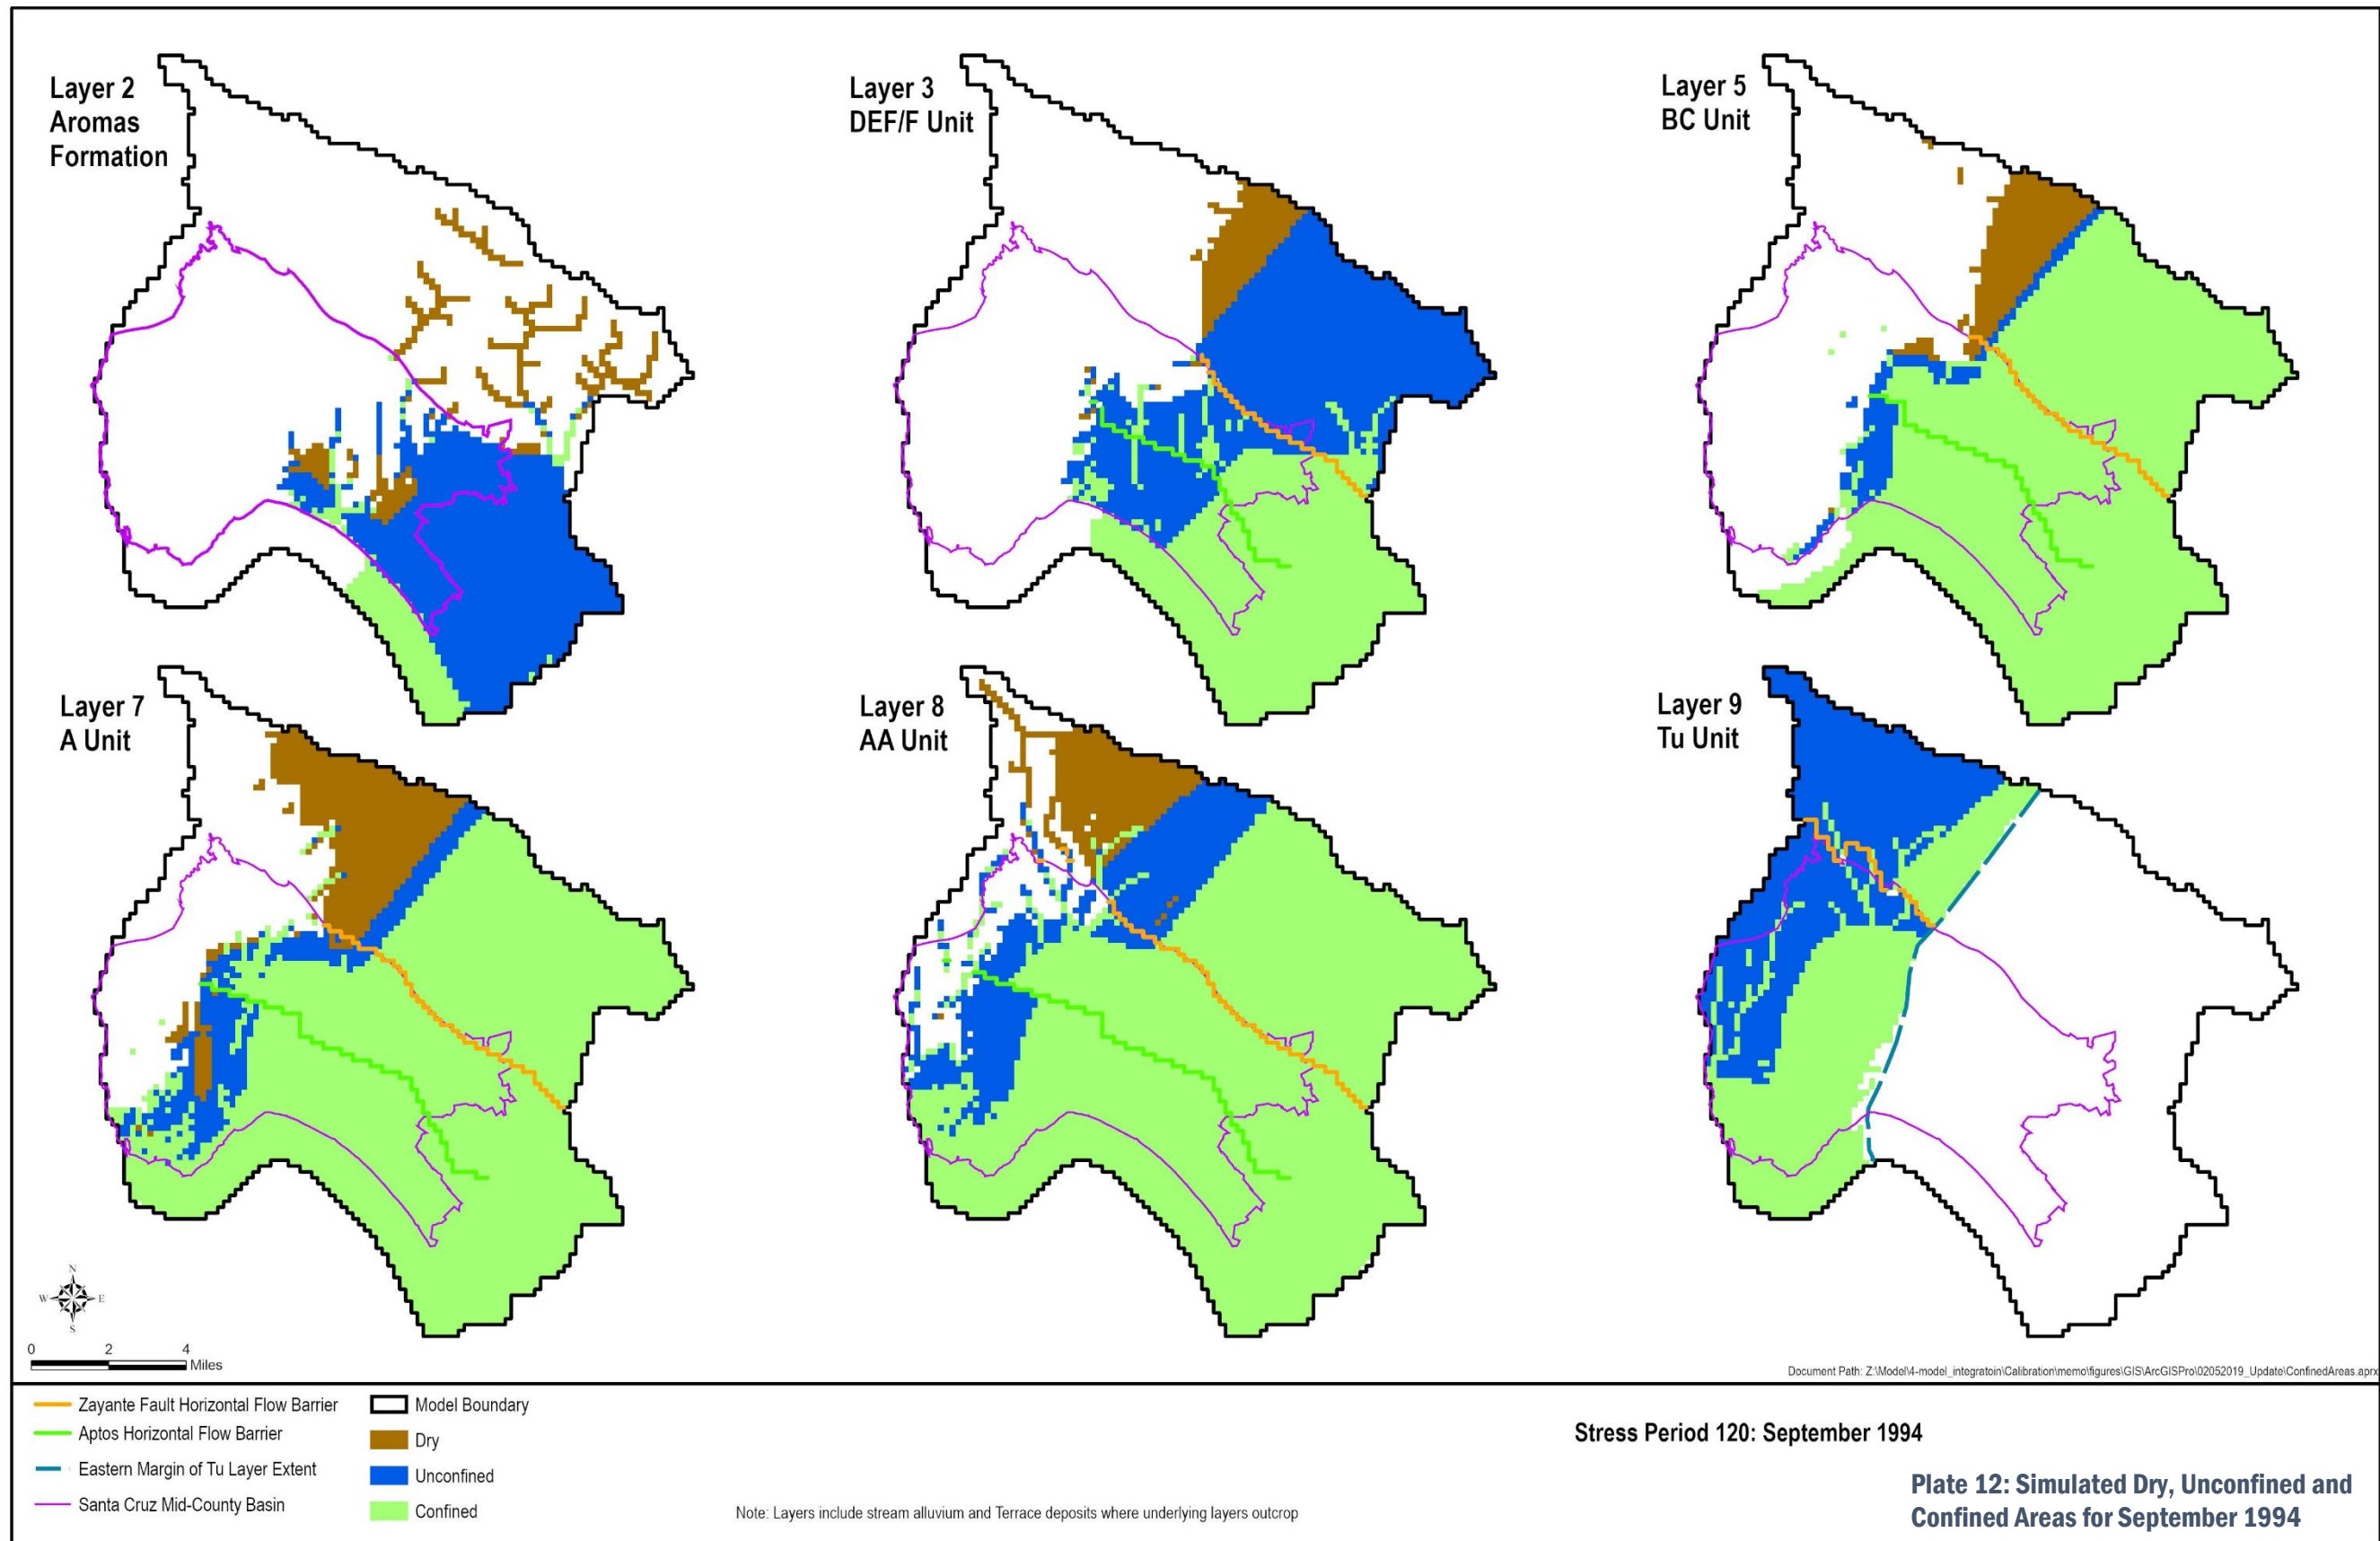 Layer 2
Aromas
Formation
Layer 3
DEF/F Unit
Layer 5
BC Unit
Layer 7
A Unit
Layer 8
AA Unit
Layer 9
Tu Unit
N
W E
S
0 2 4
Miles
Document Path: Z:\Model\4-model_integratoin\Calibration\memo\figures\GIS\ArcGISPro\02052019_Update\ConfinedAreas.aprx
Zayante Fault Horizontal Flow Barrier
Aptos Horizontal Flow Barrier
Eastern Margin of Tu Layer Extent
Santa Cruz Mid-County Basin
Model Boundary
Dry
Unconfined
Confined
Note: Layers include stream alluvium and Terrace deposits where underlying layers outcrop
Stress Period 120: September 1994
Plate 12: Simulated Dry, Unconfined and
Confined Areas for September 1994